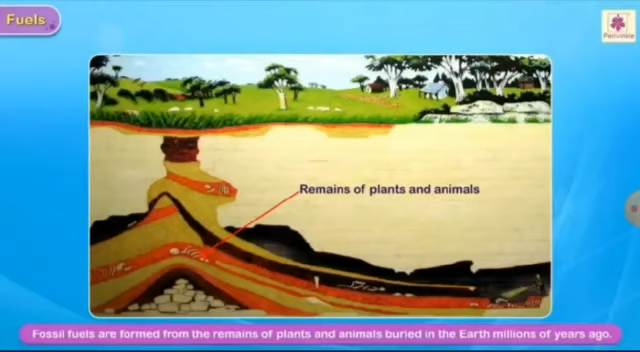 Fuels
Periwinkle
Remains of plants and animals
Fossil fuels are formed from the remains of plants and animals buried in the Earth millions of years ago.